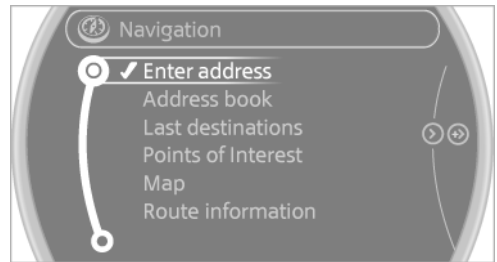 Navigation
Enter address
Address book
Last destinations
Points of Interest
Map
Route information